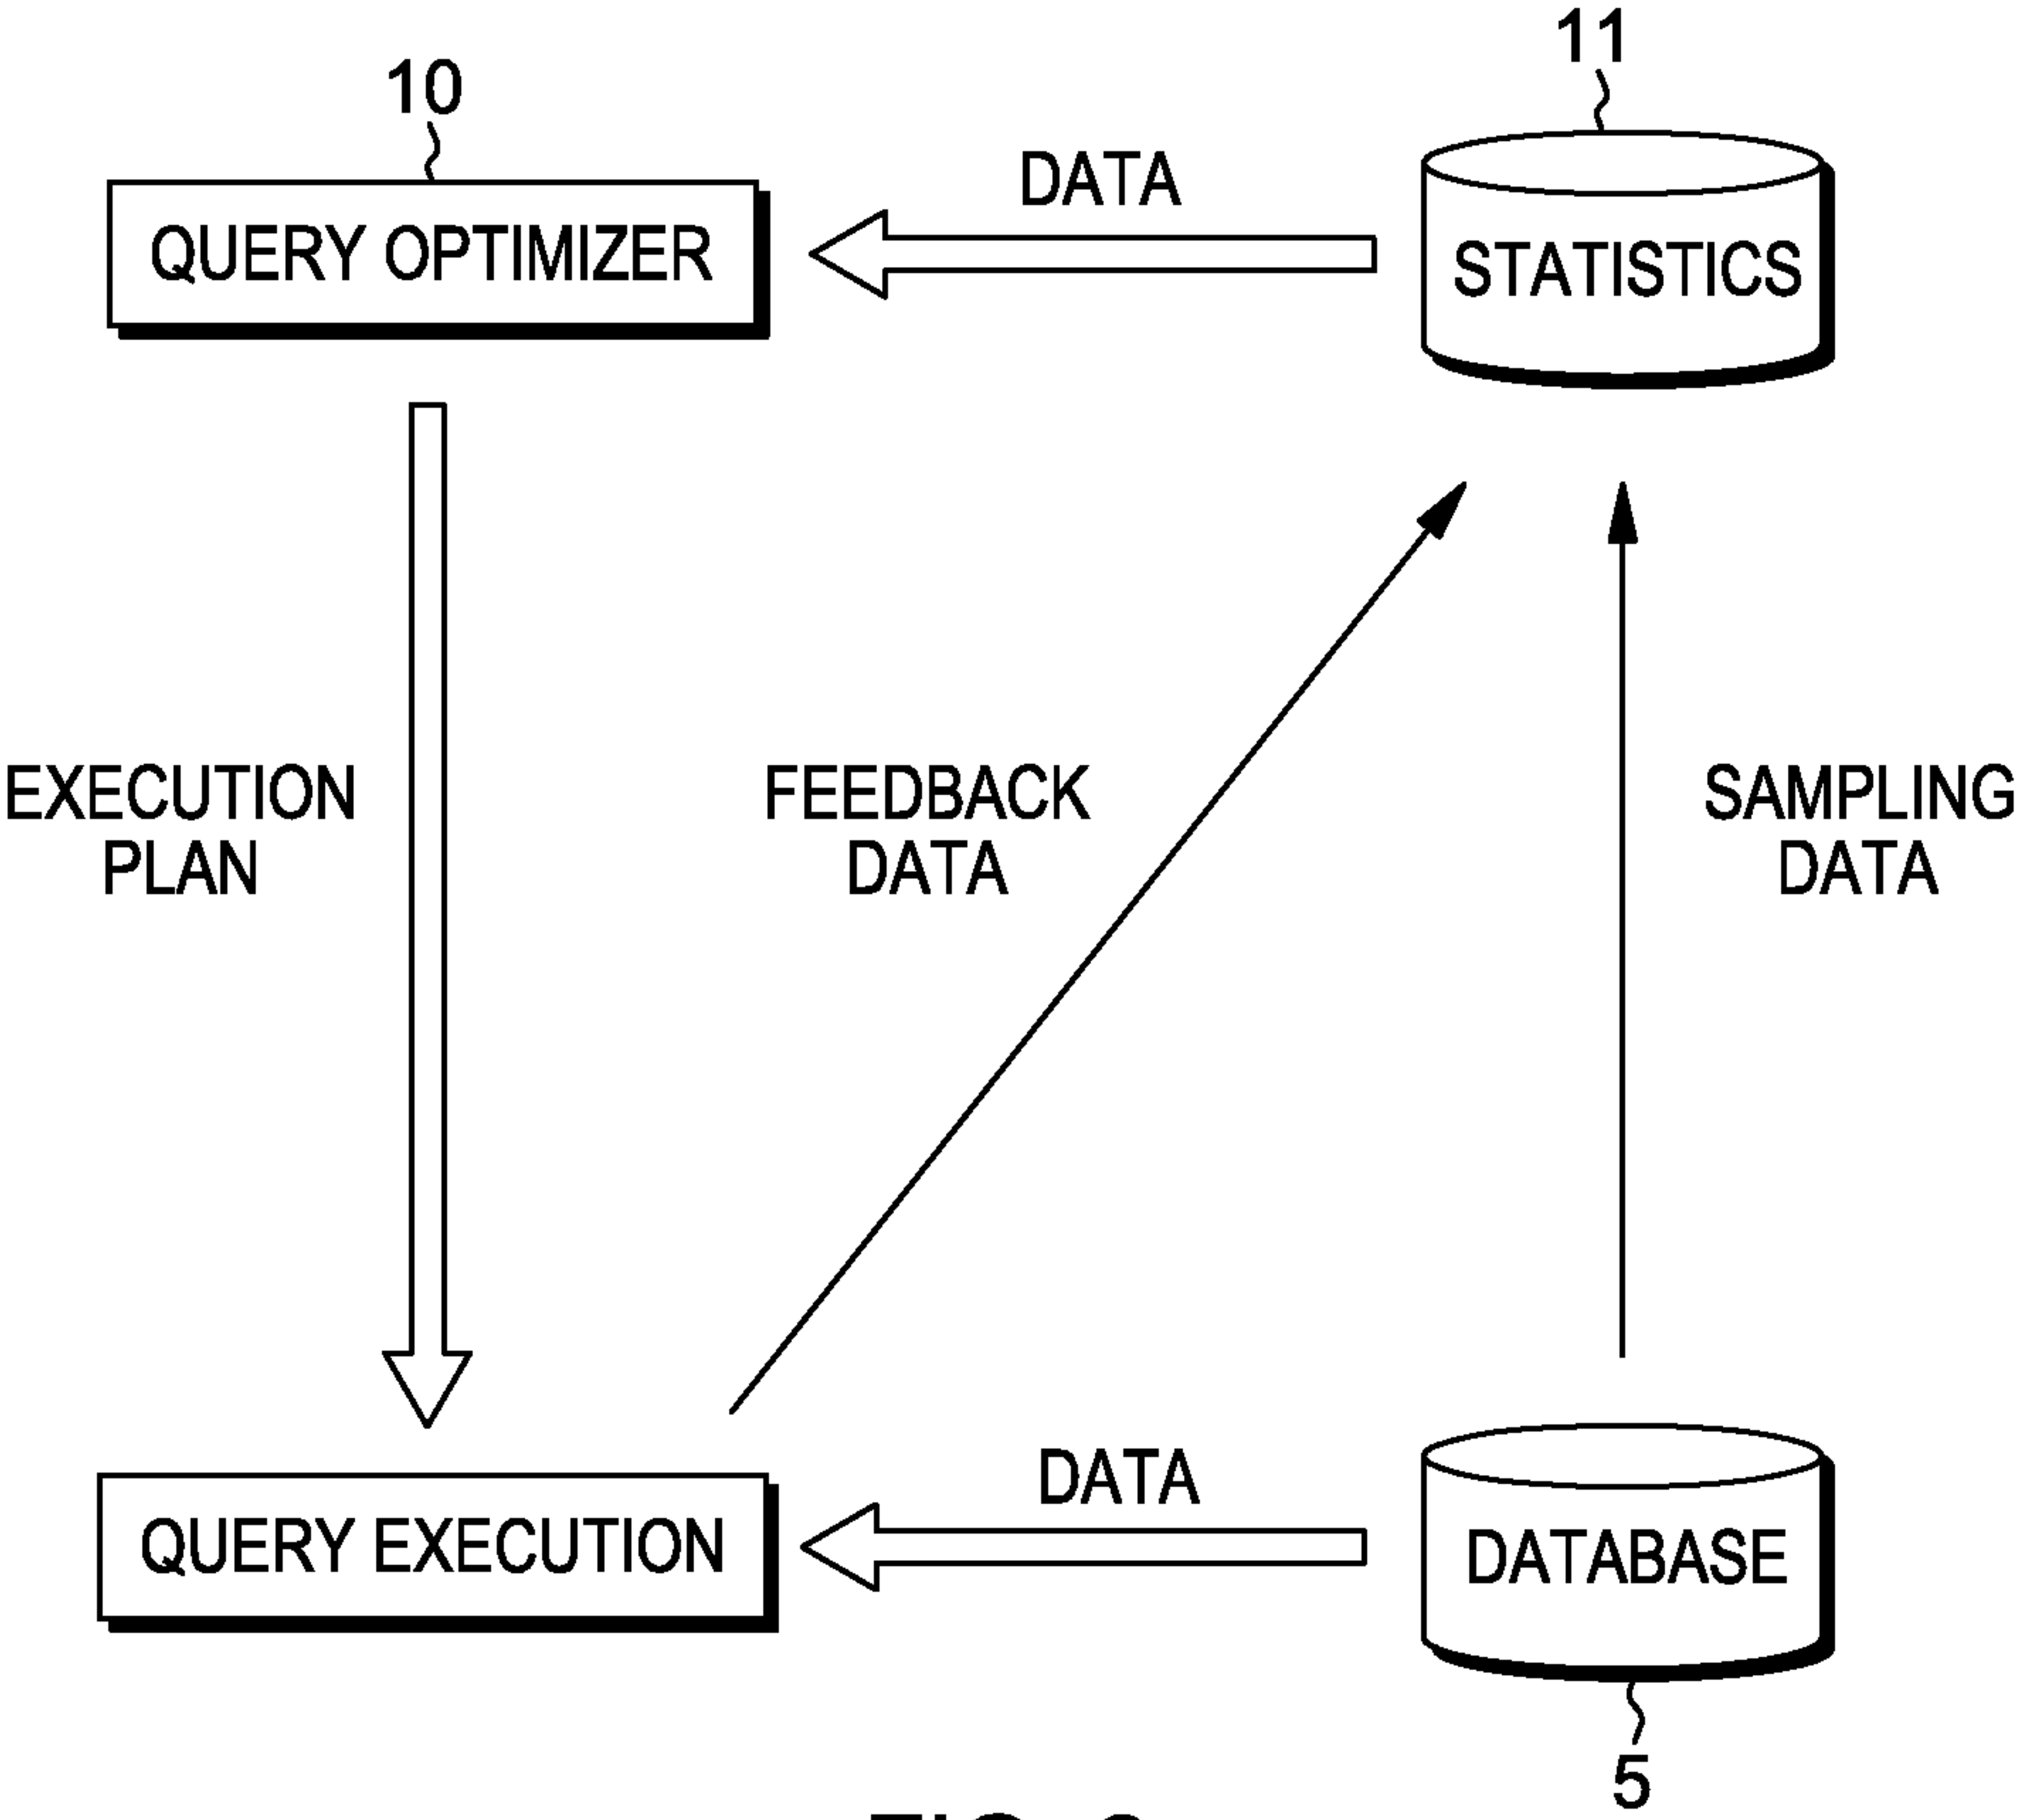 11
10
DATA
QUERY OPTIMIZER
STATISTICS
EXECUTION
PLAN
FEEDBACK
DATA
SAMPLING
DATA
DATA
QUERY EXECUTION
DATABASE
5